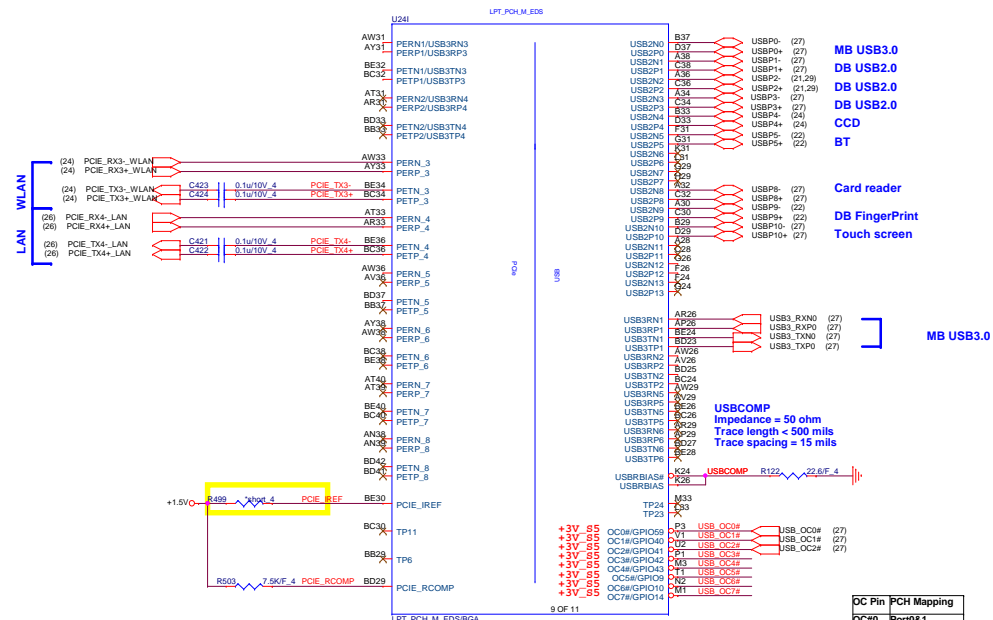 LPT_PCH_M_EDS
U24I
AW31 PERN1/USB3RN3
AY31 PERP1/USB3RP3
BE32 PETN1/USB3TN3
BC32 PETP1/USB3TP3
AT31 PERN2/USB3RN4
AR31 PERP2/USB3RP4
BD33 PETN2/USB3TN4
BB33 PETP2/USB3TP4
WLAN
(24) PCIE_RX3-_WLAN AW33 PERN_3
(24) PCIE_RX3+_WLAN AY33 PERP_3
(24) PCIE_TX3-_WLAN C423 0.1u/10V_4 PCIE_TX3- BE34 PETN_3
(24) PCIE_TX3+_WLAN C424 0.1u/10V_4 PCIE_TX3+ BC34 PETP_3
LAN
(26) PCIE_RX4-_LAN AT33 PERN_4
(26) PCIE_RX4+_LAN AR33 PERP_4
(26) PCIE_TX4-_LAN C421 0.1u/10V_4 PCIE_TX4- BE36 PETN_4
(26) PCIE_TX4+_LAN C422 0.1u/10V_4 PCIE_TX4+ BC36 PETP_4
AW36 PERN_5
AV36 PERP_5
BD37 PETN_5
BB37 PETP_5
AY38 PERN_6
AW38 PERP_6
BC38 PETN_6
BE38 PETP_6
AT40 PERN_7
AT39 PERP_7
BE40 PETN_7
BC40 PETP_7
AN38 PERN_8
AN39 PERP_8
BD42 PETN_8
BD41 PETP_8
+1.5V R499 *short_4 PCIE_IREF BE30 PCIE_IREF
BC30 TP11
BB29 TP6
R503 7.5K/F_4 PCIE_RCOMP BD29 PCIE_RCOMP
PCIe
USB
USB2N0 B37 USBP0- (27)
USB2P0 D37 USBP0+ (27)
MB USB3.0
USB2N1 A38 USBP1- (27)
USB2P1 C38 USBP1+ (27)
DB USB2.0
USB2N2 A36 USBP2- (21,29)
USB2P2 C36 USBP2+ (21,29)
DB USB2.0
USB2N3 A34 USBP3- (27)
USB2P3 C34 USBP3+ (27)
DB USB2.0
USB2N4 B33 USBP4- (24)
USB2P4 D33 USBP4+ (24)
CCD
USB2N5 F31 USBP5- (22)
USB2P5 G31 USBP5+ (22)
BT
USB2N6 K31
USB2P6
USB2N7 G29
USB2P7 H29
USB2N8 A32 USBP8- (27)
USB2P8 C32 USBP8+ (27)
Card reader
USB2N9 A30 USBP9- (22)
USB2P9 C30 USBP9+ (22)
DB FingerPrint
USB2N10 B29 USBP10- (27)
USB2P10 D29 USBP10+ (27)
Touch screen
USB2N11 A28
USB2P11 C28
USB2N12 G26
USB2P12 F26
USB2N13 F24
USB2P13 G24
USB3RN1 AR26 USB3_RXN0 (27)
USB3RP1 AP26 USB3_RXP0 (27)
USB3TN1 BE24 USB3_TXN0 (27)
USB3TP1 BD23 USB3_TXP0 (27)
MB USB3.0
USB3RN2 AW26
USB3RP2 AV26
USB3TN2 BD25
USB3TP2 BC24
USB3RN5 AW29
USB3RP5 AV29
USB3TN5 BE26
USB3TP5 BC26
USB3RN6 AR29
USB3RP6 AP29
USB3TN6 BD27
USB3TP6 BE28
USBCOMP
Impedance = 50 ohm
Trace length < 500 mils
Trace spacing = 15 mils
USBRBIAS# K24 USBCOMP R122 22.6/F_4
USBRBIAS K26
TP24 M33
TP23
+3V_S5 OC0#/GPIO59 P3 USB_OC0# USB_OC0# (27)
+3V_S5 OC1#/GPIO40 V1 USB_OC1# USB_OC1# (27)
+3V_S5 OC2#/GPIO41 U2 USB_OC2# USB_OC2# (27)
+3V_S5 OC3#/GPIO42 P1 USB_OC3#
+3V_S5 OC4#/GPIO43 M3 USB_OC4#
+3V_S5 OC5#/GPIO9 T1 USB_OC5#
+3V_S5 OC6#/GPIO10 N2 USB_OC6#
+3V_S5 OC7#/GPIO14 M1 USB_OC7#
9 OF 11
LPT_PCH_M_EDS/BGA
OC Pin PCH Mapping
OC#0 Port0&1